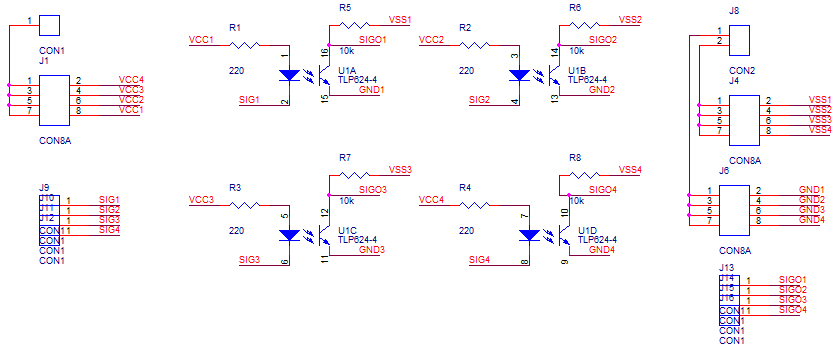 1
CON1
J1
1 2 VCC4
3 4 VCC3
5 6 VCC2
7 8 VCC1
CON8A
R5
VSS1
R1
VCC1
SIGO1
220
10k
1
16
U1A
TLP624-4
SIG1
2
15
GND1
R6
VSS2
R2
VCC2
SIGO2
220
10k
3
14
U1B
TLP624-4
SIG2
4
13
GND2
J8
1
2
CON2
J4
1 2 VSS1
3 4 VSS2
5 6 VSS3
7 8 VSS4
CON8A
J6
1 2 GND1
3 4 GND2
5 6 GND3
7 8 GND4
CON8A
J9
J10 1 SIG1
J11 1 SIG2
J12 1 SIG3
CON1 1 SIG4
CON1
CON1
CON1
R7
VSS3
R3
VCC3
SIGO3
220
10k
5
12
U1C
TLP624-4
SIG3
6
11
GND3
R8
VSS4
R4
VCC4
SIGO4
220
10k
7
10
U1D
TLP624-4
SIG4
8
9
GND4
J13
J14 1 SIGO1
J15 1 SIGO2
J16 1 SIGO3
CON1 1 SIGO4
CON1
CON1
CON1